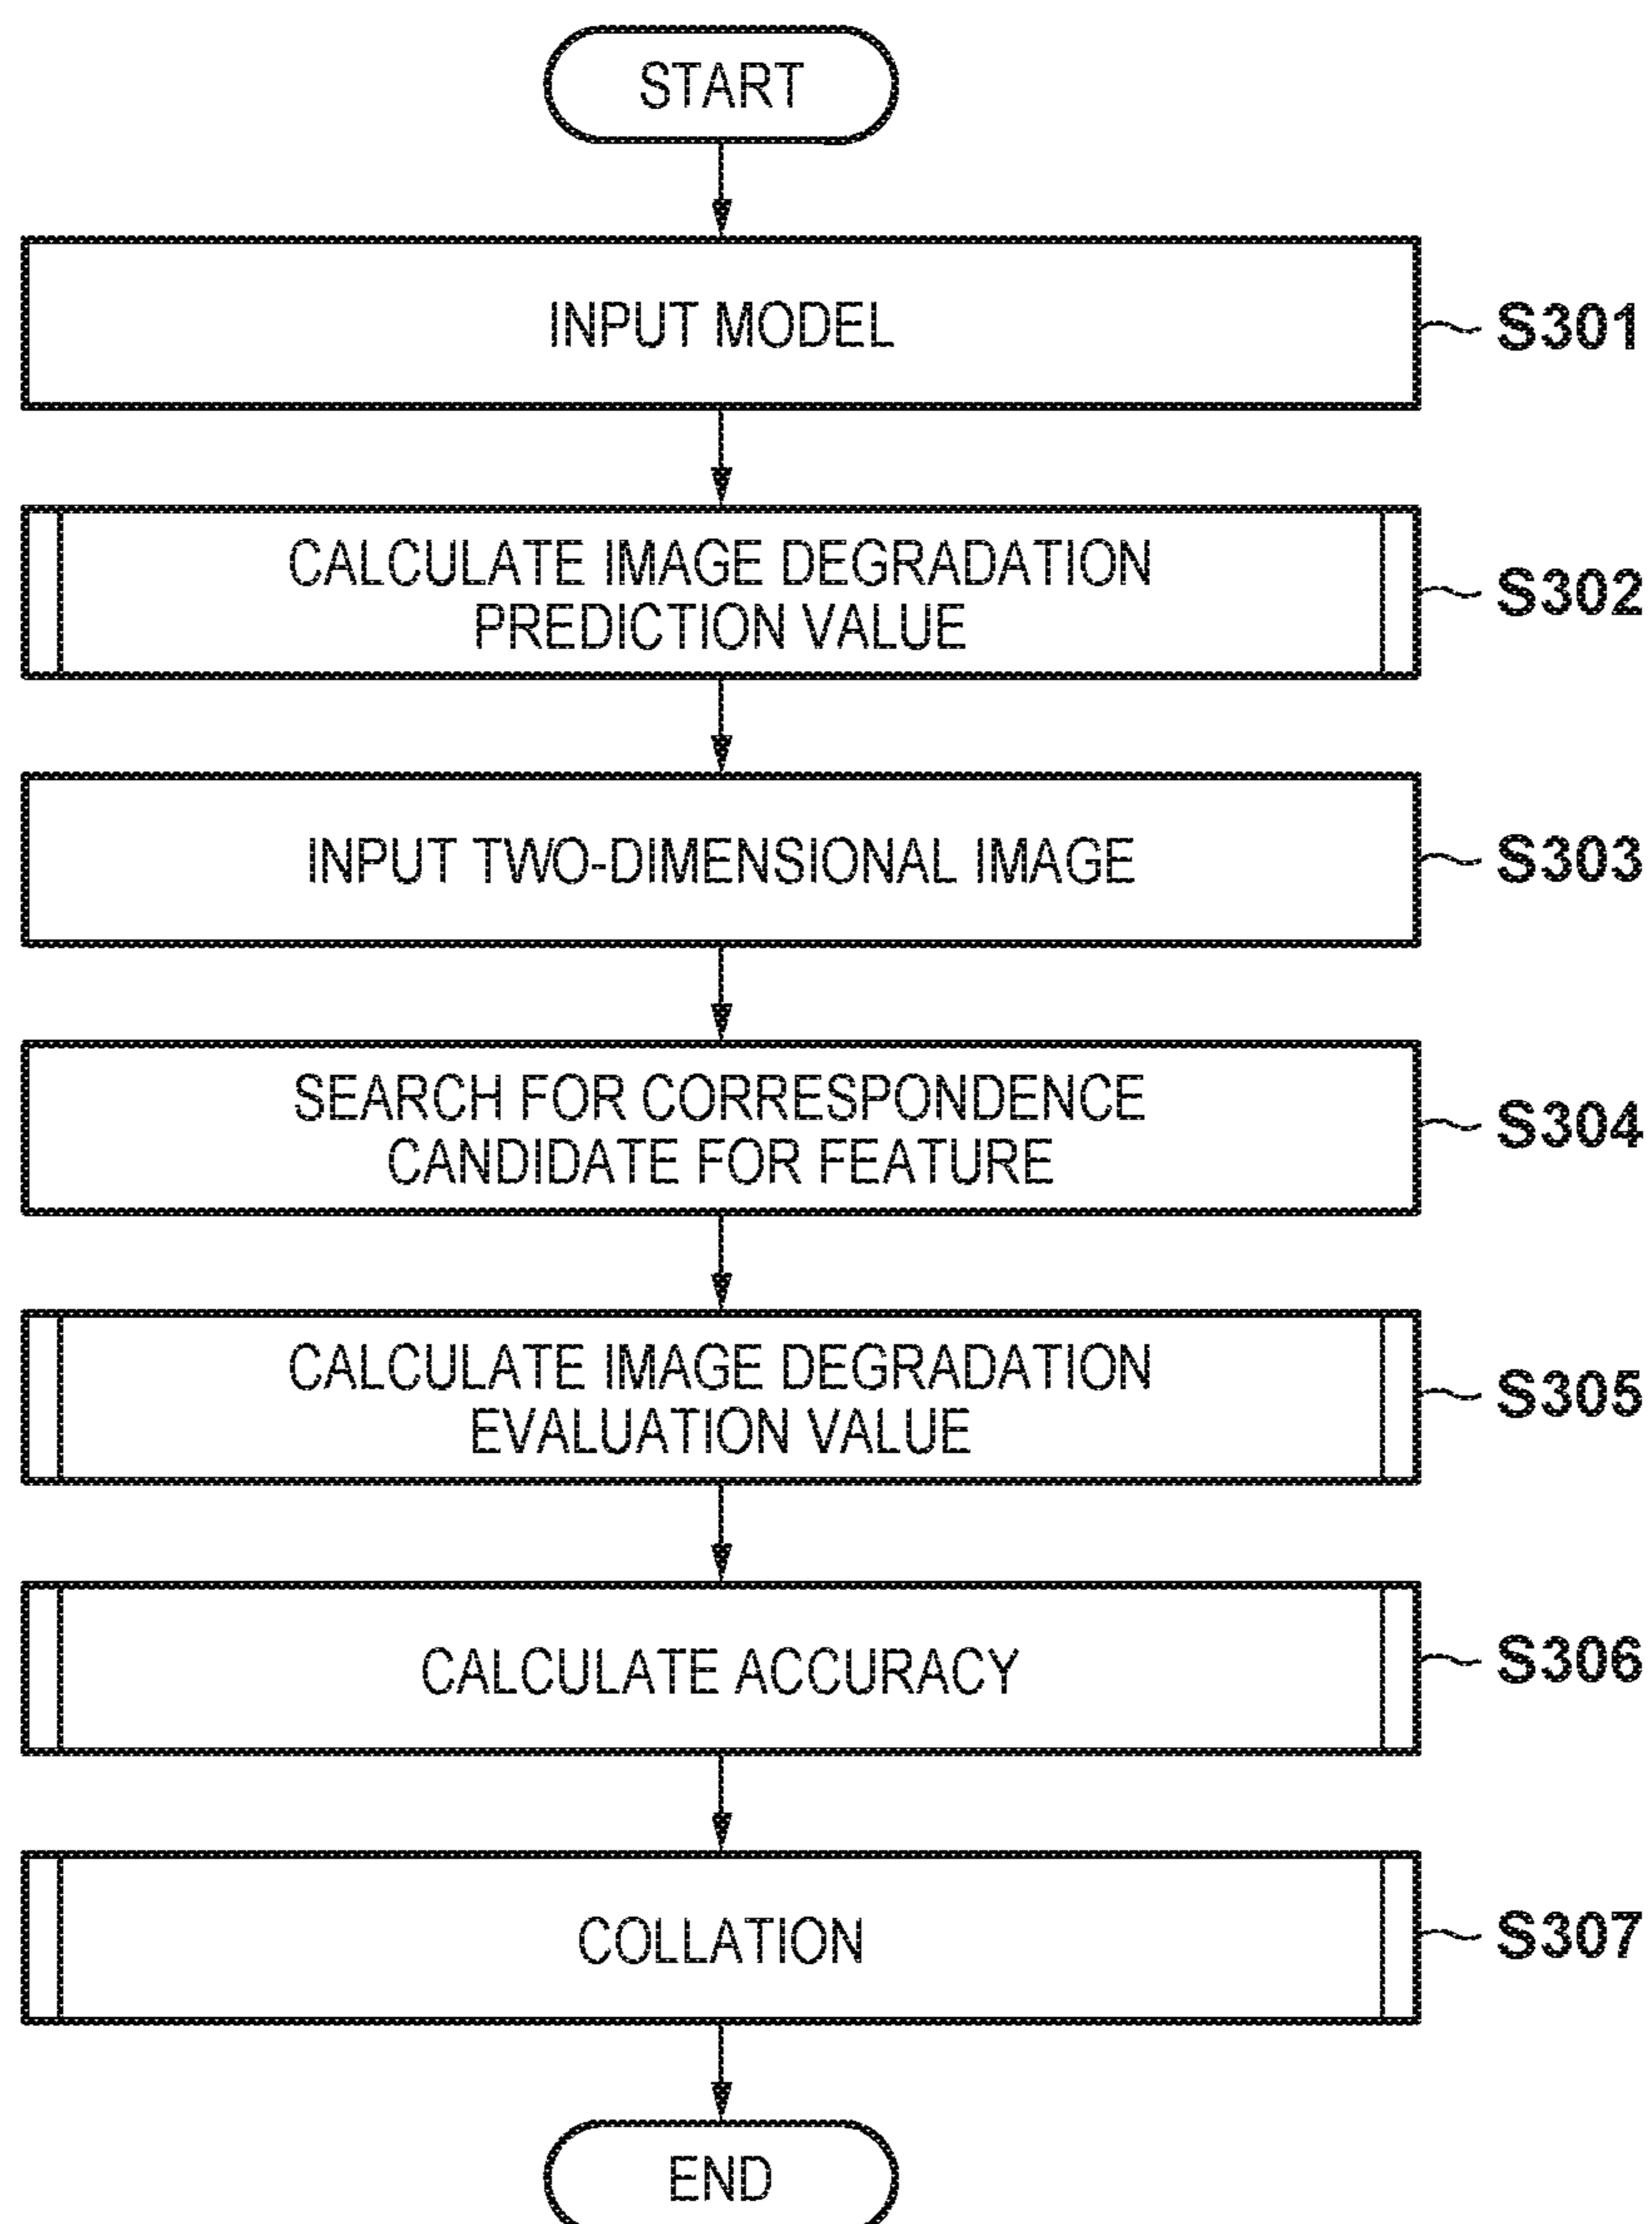 START
INPUT MODEL
S301
CALCULATE IMAGE DEGRADATION
PREDICTION VALUE
S302
INPUT TWO-DIMENSIONAL IMAGE
S303
SEARCH FOR CORRESPONDENCE
CANDIDATE FOR FEATURE
S304
CALCULATE IMAGE DEGRADATION
EVALUATION VALUE
S305
CALCULATE ACCURACY
S306
COLLATION
S307
END